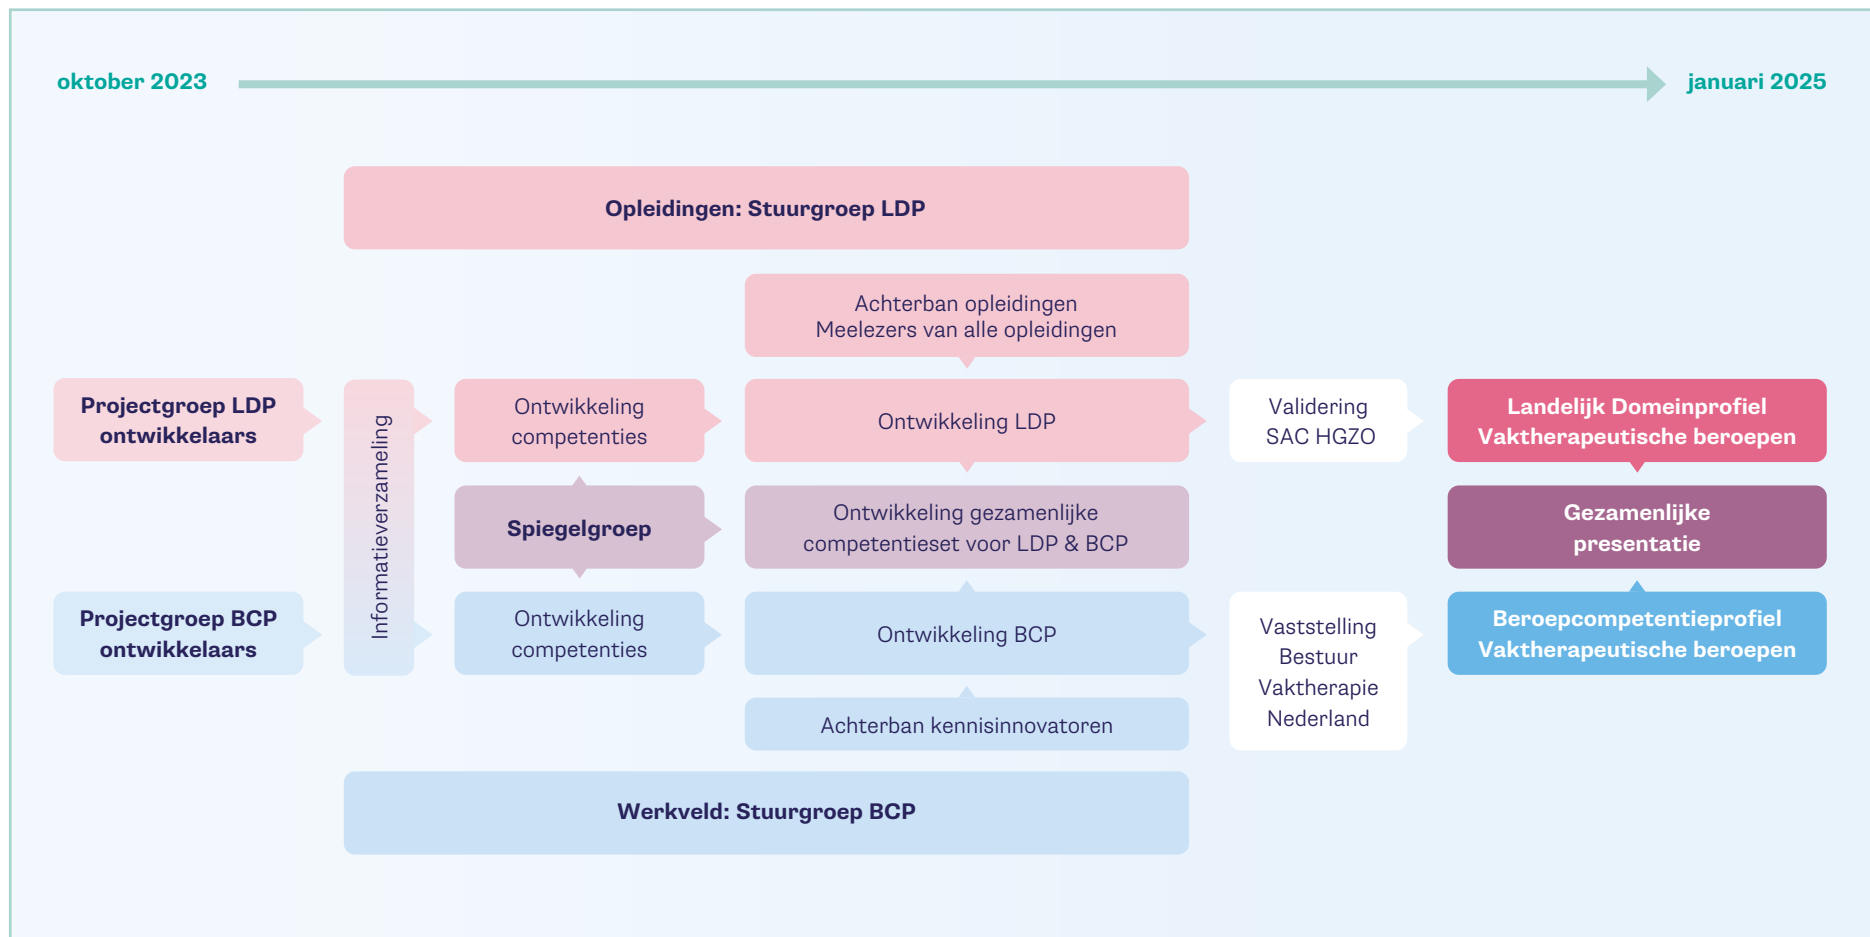 oktober 2023
januari 2025
Opleidingen: Stuurgroep LDP
Achterban opleidingen
Meelezers van alle opleidingen
Projectgroep LDP
ontwikkelaars
Informatieverzameling
Ontwikkeling
competenties
Ontwikkeling LDP
Validering
SAC HGZO
Landelijk Domeinprofiel
Vaktherapeutische beroepen
Spiegelgroep
Ontwikkeling gezamenlijke
competentieset voor LDP & BCP
Gezamenlijke
presentatie
Projectgroep BCP
ontwikkelaars
Ontwikkeling
competenties
Ontwikkeling BCP
Vaststelling
Bestuur
Vaktherapie
Nederland
Beroepcompetentieprofiel
Vaktherapeutische beroepen
Achterban kennisinnovatoren
Werkveld: Stuurgroep BCP